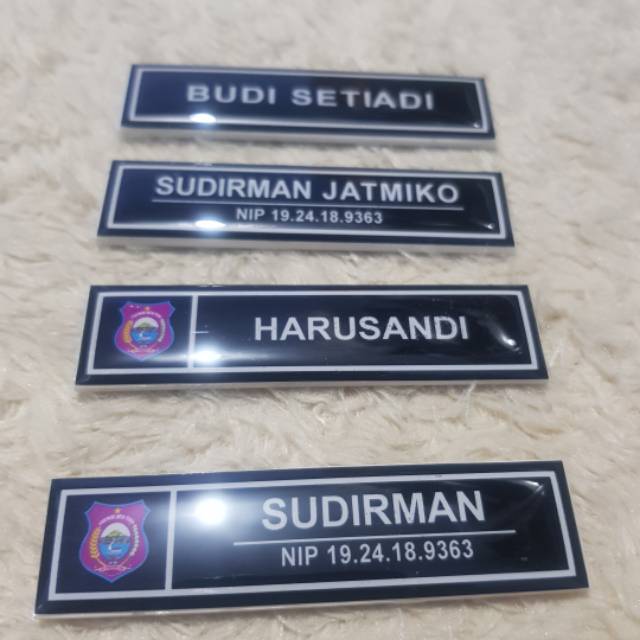 BUDI SETIADI
SUDIRMAN JATMIKO
NIP 19.24.18.9363
HARUSANDI
SUDIRMAN
NIP 19.24.18.9363